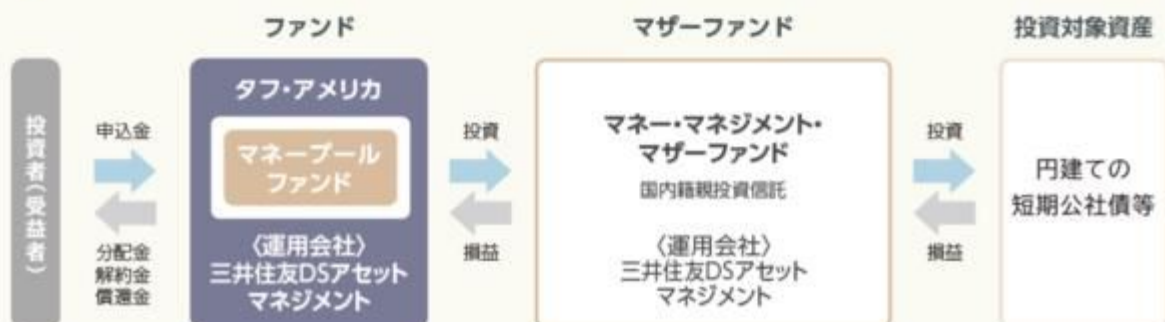 ファンド
マザーファンド
投資対象資産
投資者(受益者)
申込金
分配金
解約金
償還金
タフ・アメリカ
マネープール
ファンド
〈運用会社〉
三井住友DSアセット
マネジメント
投資
損益
マネー・マネジメント・
マザーファンド
国内籍親投資信託
〈運用会社〉
三井住友DSアセット
マネジメント
投資
損益
円建ての
短期公社債等